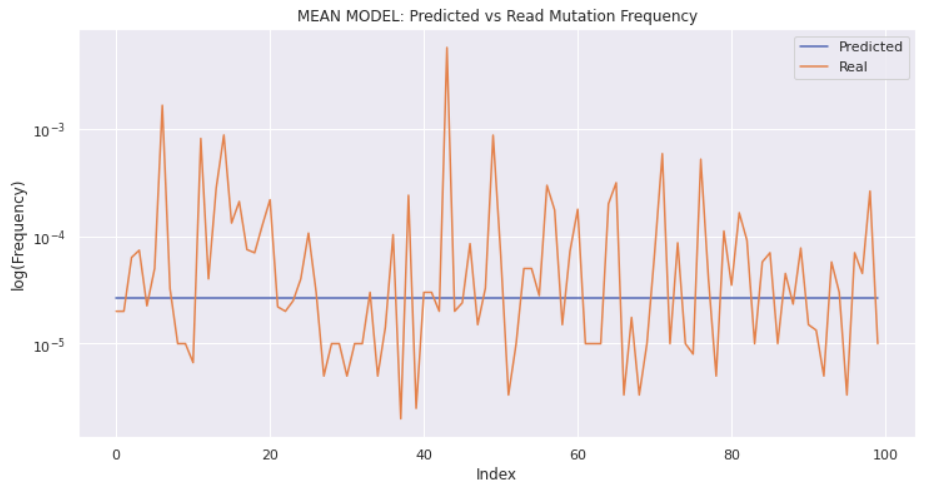 MEAN MODEL: Predicted vs Read Mutation Frequency
Predicted
Real
log(Frequency)
10⁻³
10⁻⁴
10⁻⁵
0 20 40 60 80 100
Index